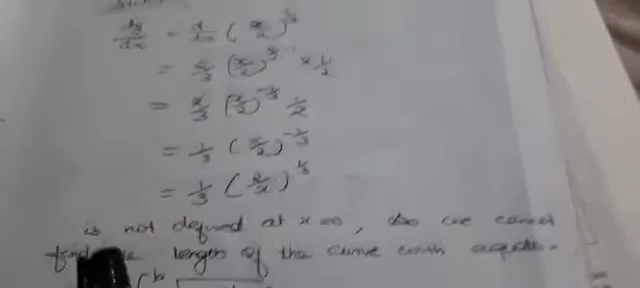 dy/dx = d/dx (x/2)^2/3
= 2/3 (x/2)^2/3 - 1 × 1/2
= 2/3 (x/2)^-1/3 1/2
= 1/3 (x/2)^-1/3
= 1/3 (2/x)^1/3
is not defined at x = 0, so we cannot
find the length of the curve with
b